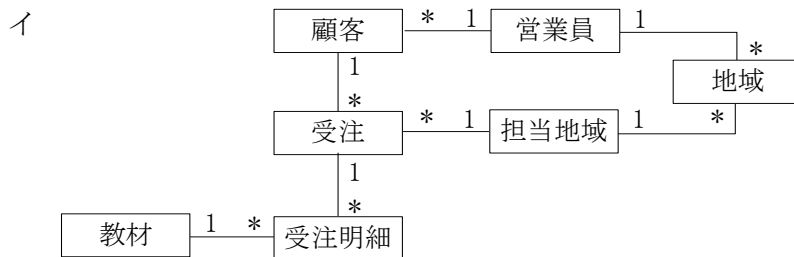 イ
顧客 * 1 営業員 1
1 *
* 地域
受注 * 1 担当地域 1 *
1
*
教材 1 * 受注明細